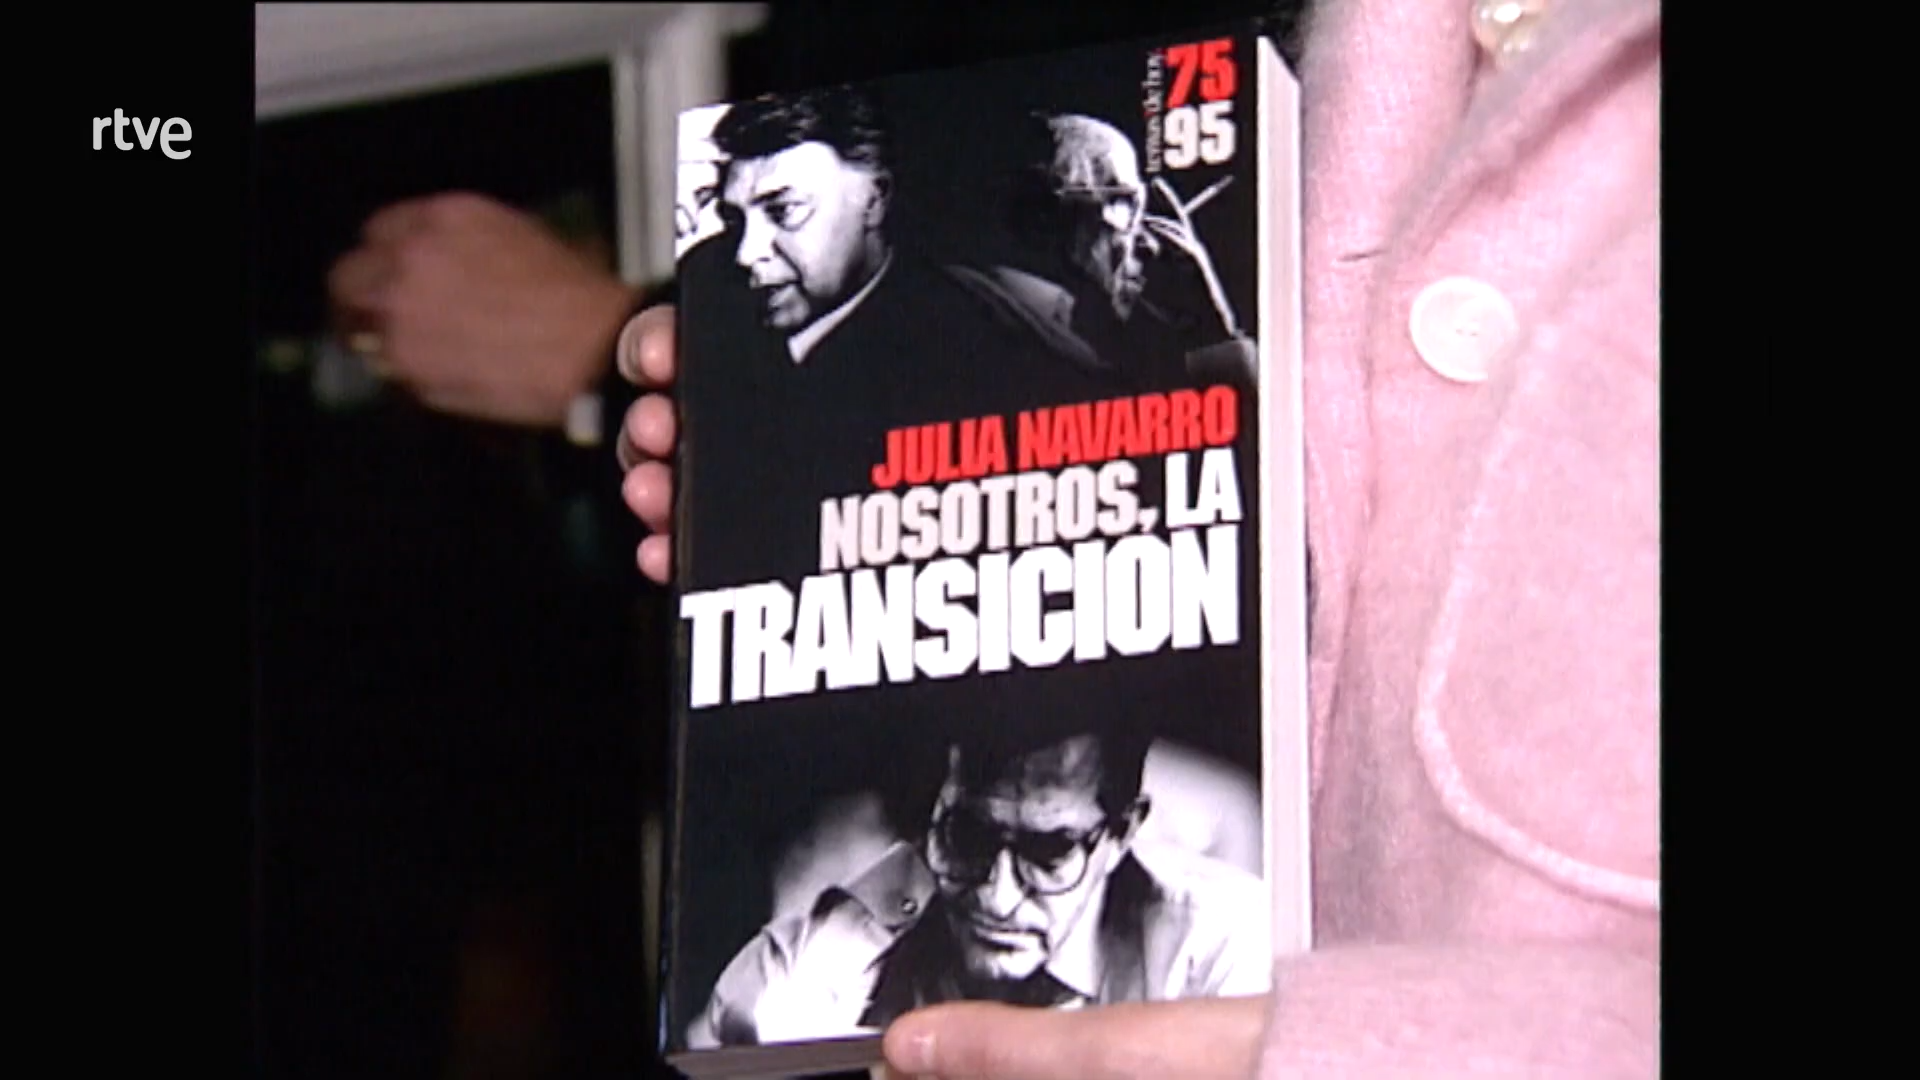 rtve
temas de hoy.
75
95
JULIA NAVARRO
NOSOTROS, LA
TRANSICIÓN